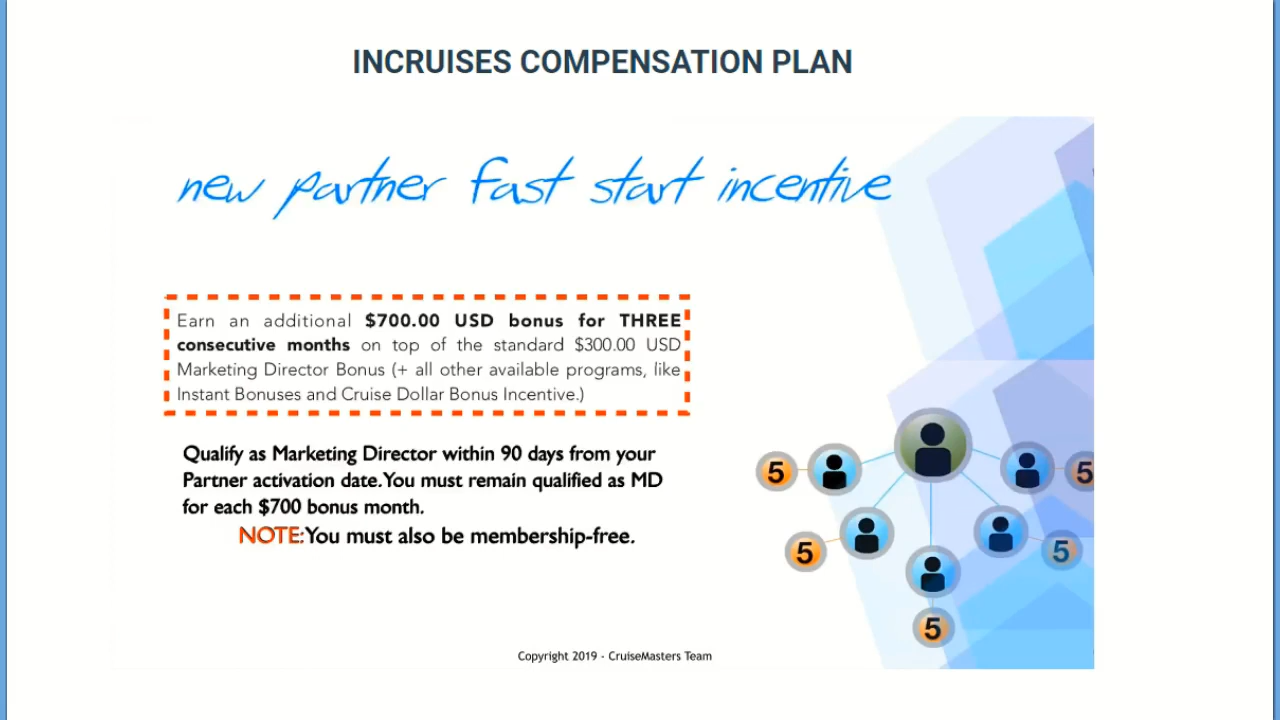 INCRUISES COMPENSATION PLAN
new partner fast start incentive
Earn an additional $700.00 USD bonus for THREE
consecutive months on top of the standard $300.00 USD
Marketing Director Bonus (+ all other available programs, like
Instant Bonuses and Cruise Dollar Bonus Incentive.)
Qualify as Marketing Director within 90 days from your
Partner activation date.You must remain qualified as MD
for each $700 bonus month.
NOTE:You must also be membership-free.
5
5
5
5
5
Copyright 2019 - CruiseMasters Team